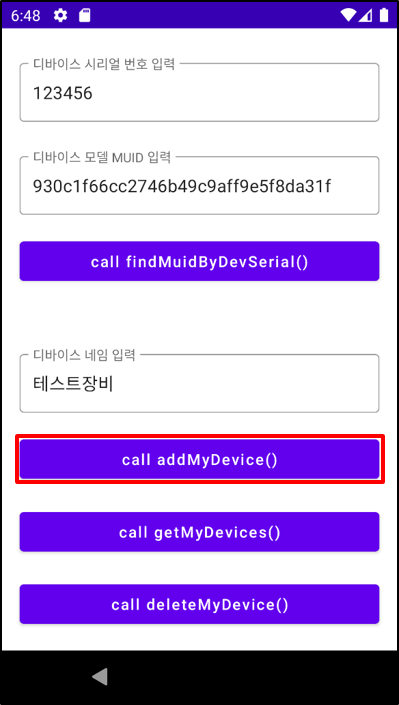 6:48
디바이스 시리얼 번호 입력
123456
디바이스 모델 MUID 입력
930c1f66cc2746b49c9aff9e5f8da31f
call findMuidByDevSerial()
디바이스 네임 입력
테스트장비
call addMyDevice()
call getMyDevices()
call deleteMyDevice()